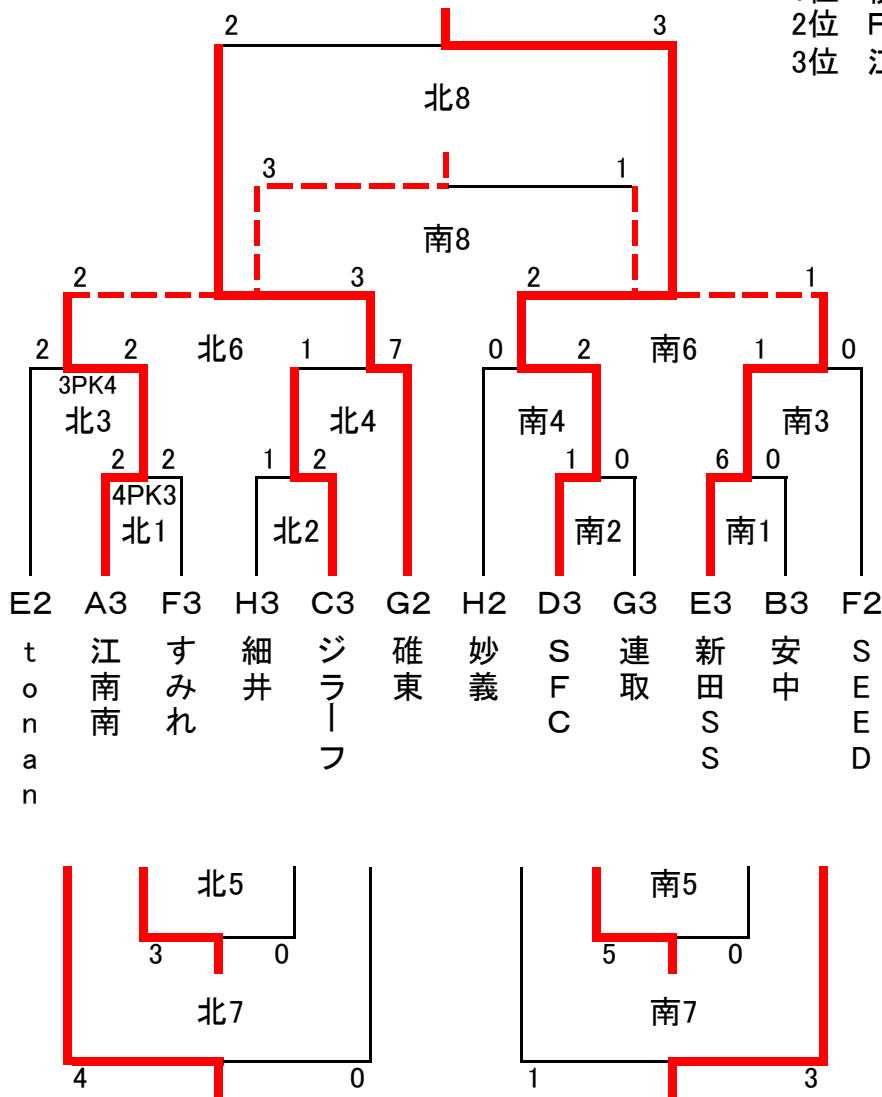 2 3
2位 F
3位 江
北8
3 1
南8
2 3 2 1
北6 南6
2 2 1 7 0 2 1 0
3PK4
北3 北4 南4 南3
2 2 1 2 1 0 6 0
4PK3
北1 北2 南2 南1
E2 A3 F3 H3 C3 G2 H2 D3 G3 E3 B3 F2
tonan
江南南
すみれ
細井
ジラーフ
碓東
妙義
SFC
連取
新田SS
安中
SEED
北5 南5
3 0 5 0
北7 南7
4 0 1 3